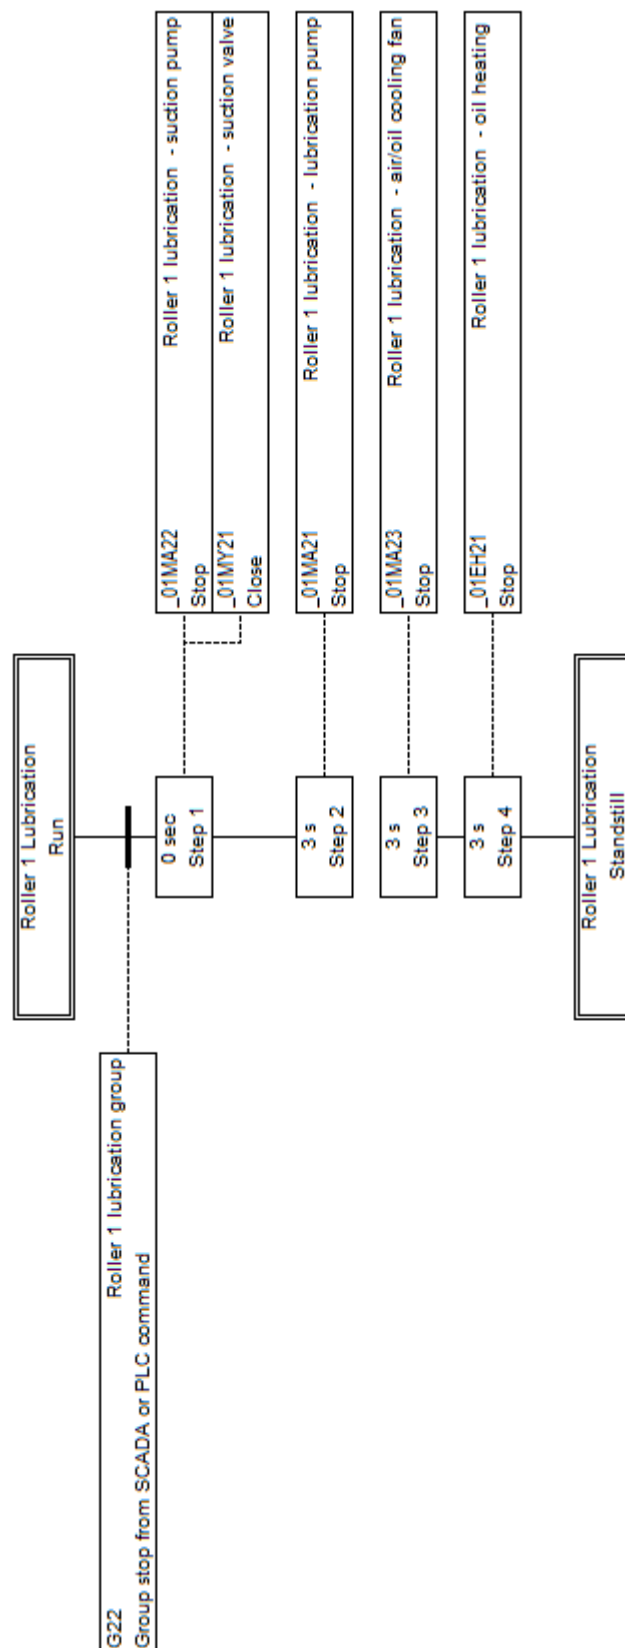 Roller 1 Lubrication
Run
G22 Roller 1 lubrication group
Group stop from SCADA or PLC command
0 sec
Step 1
_01MA22 Roller 1 lubrication - suction pump
Stop
_01MY21 Roller 1 lubrication - suction valve
Close
3 s
Step 2
_01MA21 Roller 1 lubrication - lubrication pump
Stop
3 s
Step 3
_01MA23 Roller 1 lubrication - air/oil cooling fan
Stop
3 s
Step 4
_01EH21 Roller 1 lubrication - oil heating
Stop
Roller 1 Lubrication
Standstill